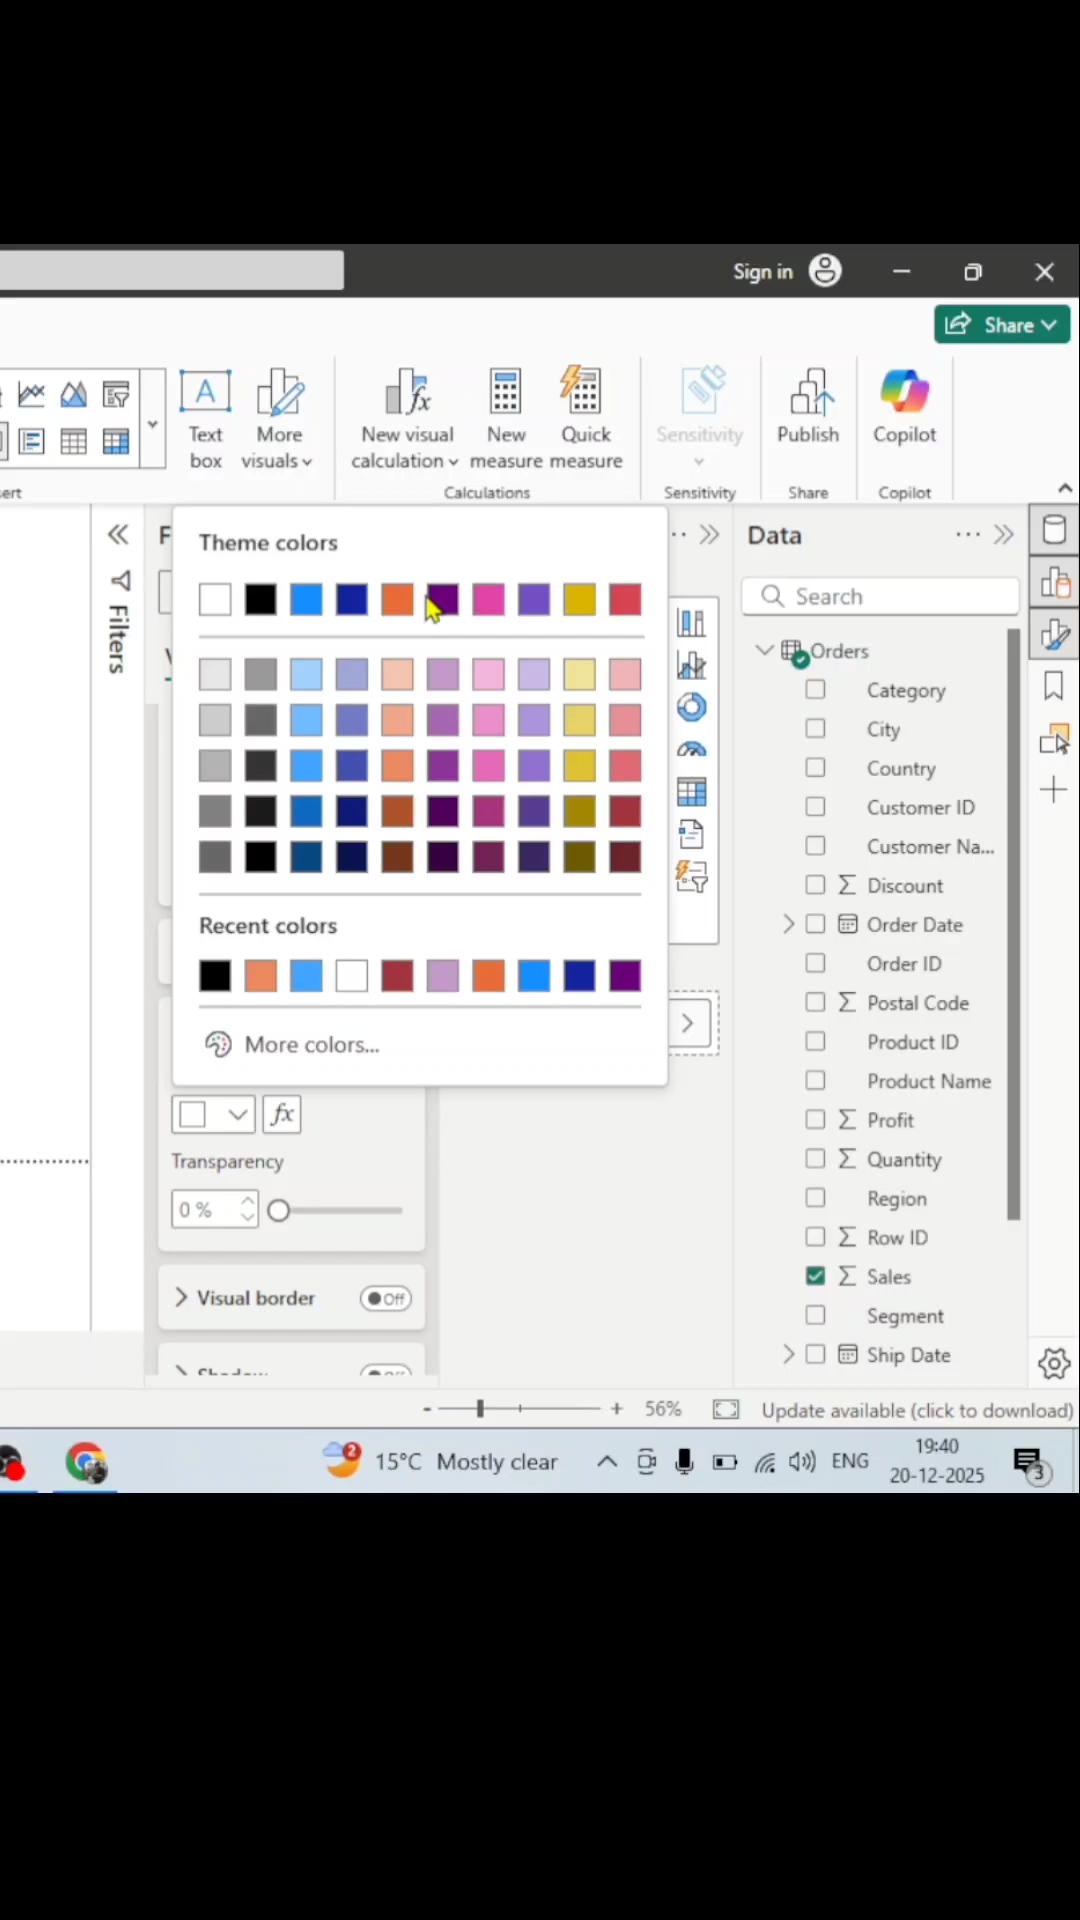 Sign in
Share
Text box
More visuals
New visual calculation
New measure
Quick measure
Sensitivity
Publish
Copilot
Calculations
Sensitivity
Share
Copilot
Filters
Theme colors
Recent colors
More colors...
fx
Transparency
0 %
Visual border
Off
Data
Search
Orders
Category
City
Country
Customer ID
Customer Na...
Discount
Order Date
Order ID
Postal Code
Product ID
Product Name
Profit
Quantity
Region
Row ID
Sales
Segment
Ship Date
- + 56%
Update available (click to download)
2
15°C Mostly clear
ENG
19:40
20-12-2025
3